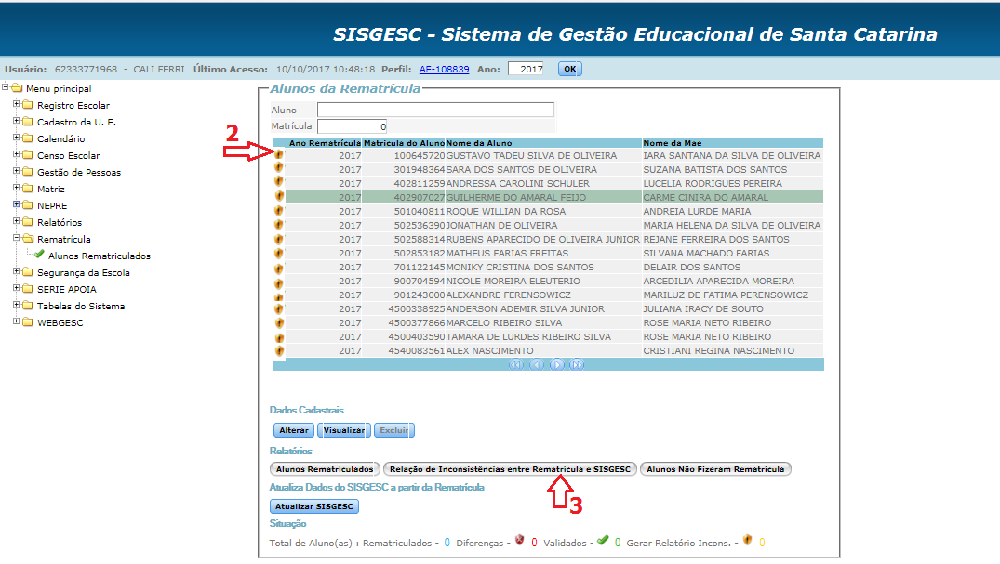 SISGESC - Sistema de Gestão Educacional de Santa Catarina
Usuário: 62333771968 - CALI FERRI Último Acesso: 10/10/2017 10:48:18 Perfil: AE-108839 Ano: 2017 OK
Menu principal
Registro Escolar
Cadastro da U. E.
Calendário
Censo Escolar
Gestão de Pessoas
Matriz
NEPRE
Relatórios
Rematrícula
Alunos Rematriculados
Segurança da Escola
SERIE APOIA
Tabelas do Sistema
WEBGESC
Alunos da Rematrícula
Aluno
Matrícula 0
2
Ano Rematrícula Matricula do Aluno Nome da Aluno Nome da Mae
2017 100645720 GUSTAVO TADEU SILVA DE OLIVEIRA IARA SANTANA DA SILVA DE OLIVEIRA
2017 301948364 SARA DOS SANTOS DE OLIVEIRA SUZANA BATISTA DOS SANTOS
2017 402811259 ANDRESSA CAROLINI SCHULER LUCELIA RODRIGUES PEREIRA
2017 402907027 GUILHERME DO AMARAL FEIJO CARME CINIRA DO AMARAL
2017 501040811 ROQUE WILLIAN DA ROSA ANDREIA LURDE MARIA
2017 502536390 JONATHAN DE OLIVEIRA MARIA HELENA DA SILVA DE OLIVEIRA
2017 502588314 RUBENS APARECIDO DE OLIVEIRA JUNIOR REJANE FERREIRA DOS SANTOS
2017 502853182 MATHEUS FARIAS FREITAS SILVANA MACHADO FARIAS
2017 701122145 MONIKY CRISTINA DOS SANTOS DELAIR DOS SANTOS
2017 900704594 NICOLE MOREIRA ELEUTERIO ARCEDILIA APARECIDA MOREIRA
2017 901243000 ALEXANDRE FERENSOWICZ MARILUZ DE FATIMA PERENSOWICZ
2017 4500338925 ANDERSON ADEMIR SILVA JUNIOR JULIANA IRACY DE SOUTO
2017 4500377866 MARCELO RIBEIRO SILVA ROSE MARIA NETO RIBEIRO
2017 4500403590 TAMARA DE LURDES RIBEIRO SILVA ROSE MARIA NETO RIBEIRO
2017 4540083561 ALEX NASCIMENTO CRISTIANI REGINA NASCIMENTO
Dados Cadastrais
Alterar Visualizar Excluir
Relatórios
Alunos Rematrículados Relação de Inconsistências entre Rematrícula e SISGESC Alunos Não Fizeram Rematrícula
Atualiza Dados do SISGESC a partir da Rematrícula
3
Atualizar SISGESC
Situação
Total de Aluno(as) : Rematriculados - 0 Diferenças - 0 Validados - 0 Gerar Relatório Incons. - 0